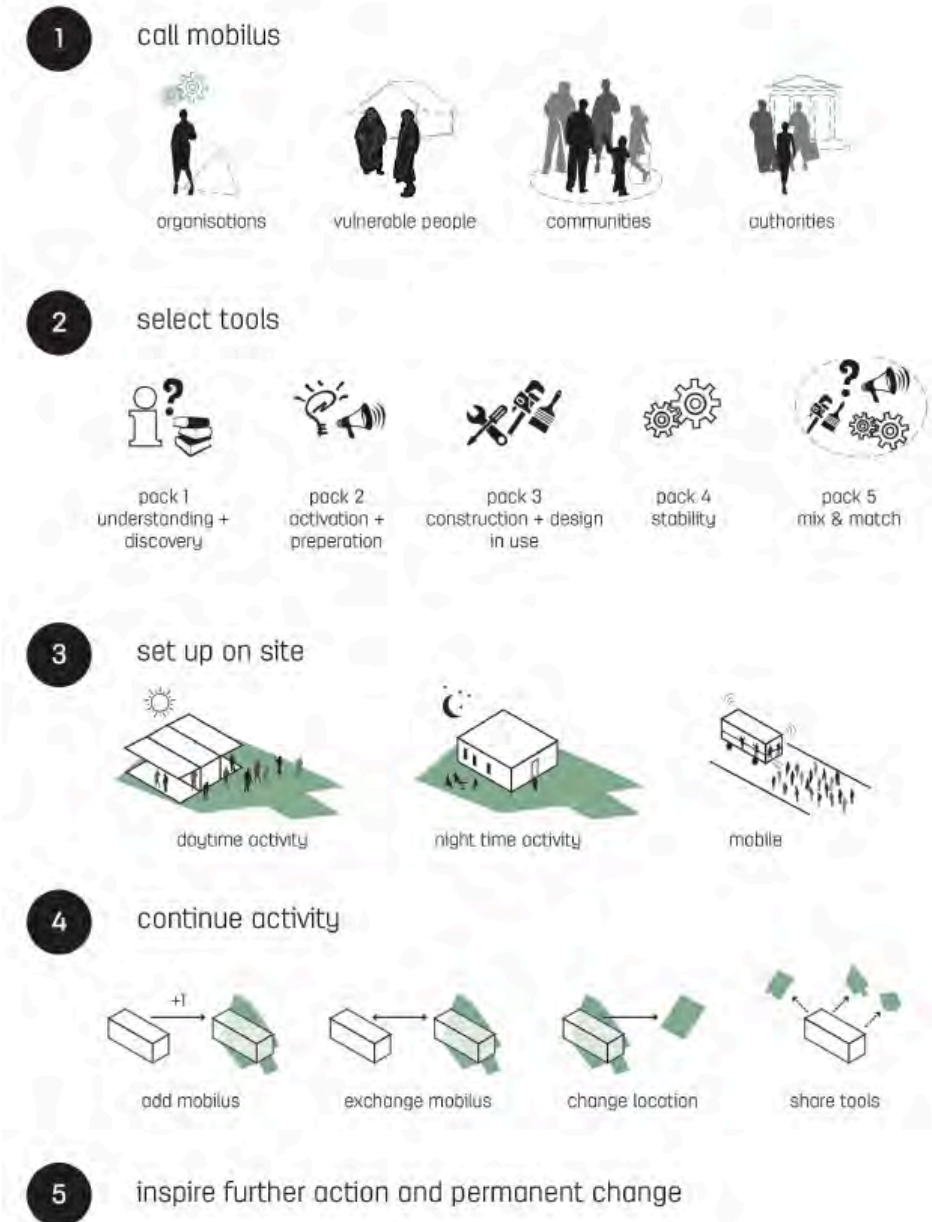 1
call mobilus
organisations
vulnerable people
communities
authorities
2
select tools
pack 1
understanding +
discovery
pack 2
activation +
preperation
pack 3
construction + design
in use
pack 4
stability
pack 5
mix & match
3
set up on site
daytime activity
night time activity
mobile
4
continue activity
+1
add mobilus
exchange mobilus
change location
share tools
5
inspire further action and permanent change